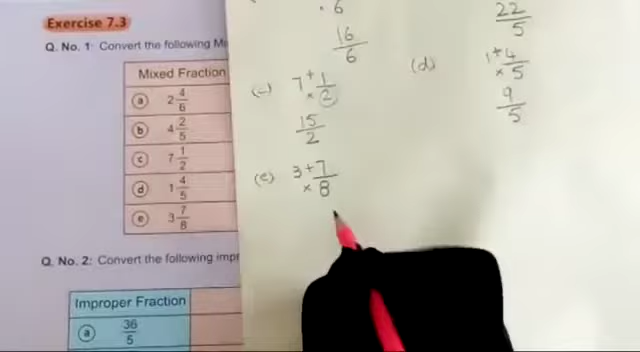 Exercise 7.3
Q. No. 1: Convert the following
Mixed Fraction
a 2 4/6
b 4 2/5
c 7 1/2
d 1 4/5
e 3 7/8
Q. No. 2: Convert the following
Improper Fraction
a 36/5
6
16/6
22/5
7 + 1
× 2
15/2
(d) 1 + 4
× 5
9/5
(e) 3 + 7
× 8